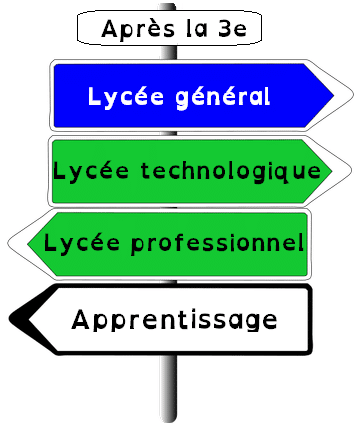 Après la 3e
Lycée général
Lycée technologique
Lycée professionnel
Apprentissage